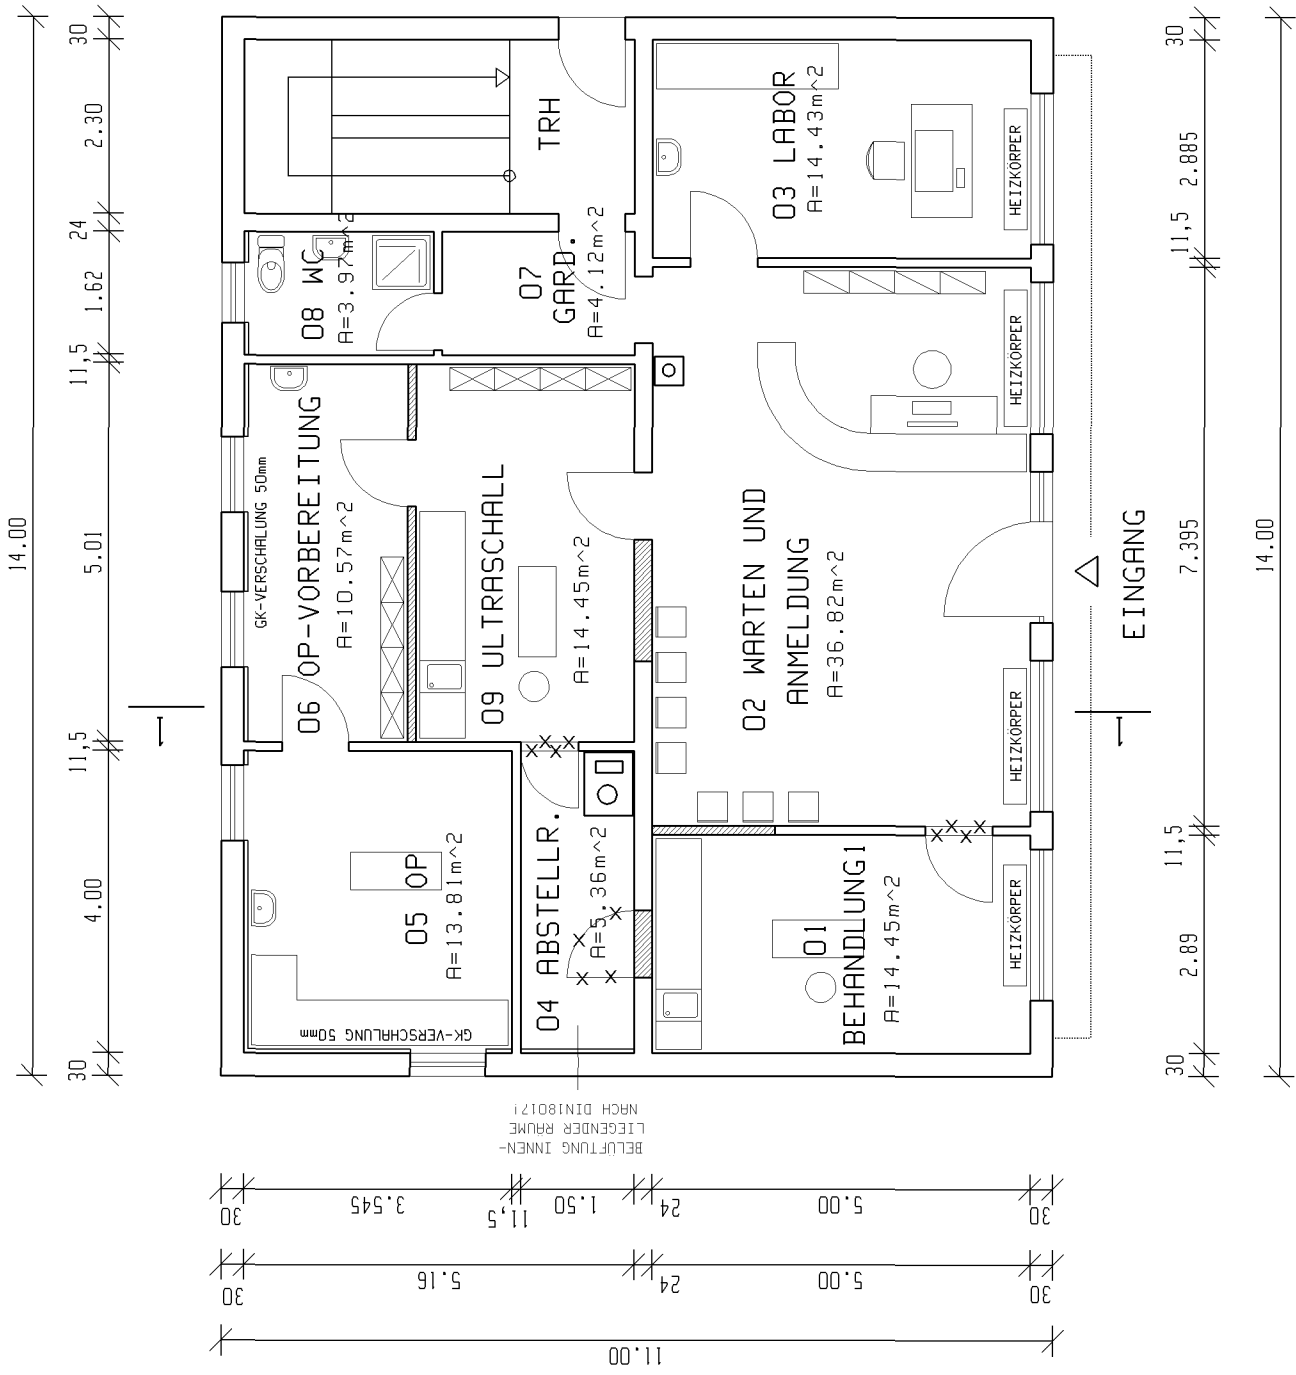 14.00
30
2.30
24
1.62
11,5
5.01
11,5
4.00
30
TRH
08 WC
A=3.97m^2
07
GARD.
A=4.12m^2
03 LABOR
A=14.43m^2
HEIZKÖRPER
HEIZKÖRPER
GK-VERSCHALUNG 50mm
06 OP-VORBEREITUNG
A=10.57m^2
09 ULTRASCHALL
A=14.45m^2
02 WARTEN UND
ANMELDUNG
A=36.82m^2
HEIZKÖRPER
EINGANG
1
1
05 OP
A=13.81m^2
GK-VERSCHALUNG 50mm
04 ABSTELLR.
A=5.36m^2
01
BEHANDLUNG1
A=14.45m^2
HEIZKÖRPER
BELÜFTUNG INNEN-
LIEGENDER RÄUME
NACH DIN18017!
30
2.885
11,5
7.395
11,5
2.89
30
14.00
30
5.00
24
1.50
11,5
3.545
30
30
5.00
24
5.16
30
11.00